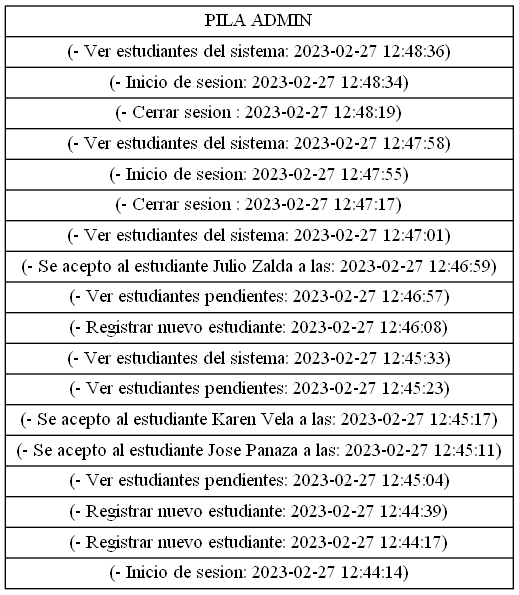 PILA ADMIN
(- Ver estudiantes del sistema: 2023-02-27 12:48:36)
(- Inicio de sesion: 2023-02-27 12:48:34)
(- Cerrar sesion : 2023-02-27 12:48:19)
(- Ver estudiantes del sistema: 2023-02-27 12:47:58)
(- Inicio de sesion: 2023-02-27 12:47:55)
(- Cerrar sesion : 2023-02-27 12:47:17)
(- Ver estudiantes del sistema: 2023-02-27 12:47:01)
(- Se acepto al estudiante Julio Zalda a las: 2023-02-27 12:46:59)
(- Ver estudiantes pendientes: 2023-02-27 12:46:57)
(- Registrar nuevo estudiante: 2023-02-27 12:46:08)
(- Ver estudiantes del sistema: 2023-02-27 12:45:33)
(- Ver estudiantes pendientes: 2023-02-27 12:45:23)
(- Se acepto al estudiante Karen Vela a las: 2023-02-27 12:45:17)
(- Se acepto al estudiante Jose Panaza a las: 2023-02-27 12:45:11)
(- Ver estudiantes pendientes: 2023-02-27 12:45:04)
(- Registrar nuevo estudiante: 2023-02-27 12:44:39)
(- Registrar nuevo estudiante: 2023-02-27 12:44:17)
(- Inicio de sesion: 2023-02-27 12:44:14)